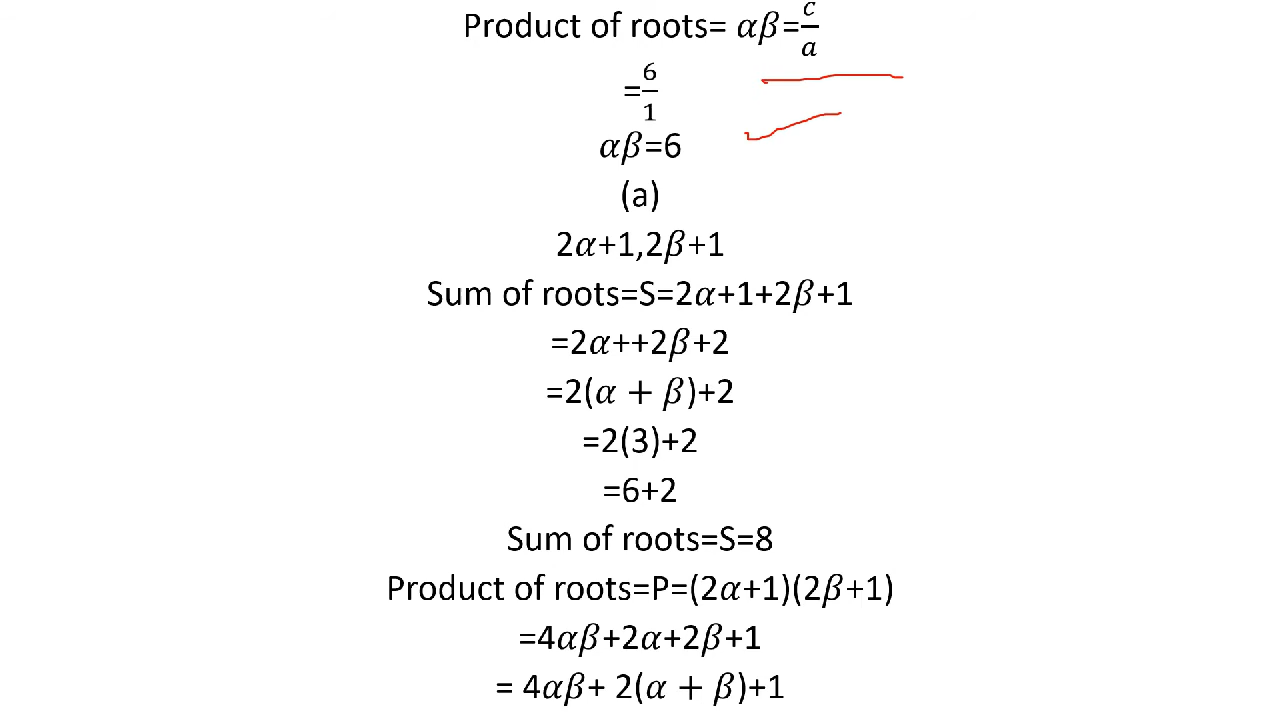 Product of roots= 𝛼𝛽=c/a
=6/1
𝛼𝛽=6
(a)
2𝛼+1,2𝛽+1
Sum of roots=S=2𝛼+1+2𝛽+1
=2𝛼++2𝛽+2
=2(𝛼 + 𝛽)+2
=2(3)+2
=6+2
Sum of roots=S=8
Product of roots=P=(2𝛼+1)(2𝛽+1)
=4𝛼𝛽+2𝛼+2𝛽+1
= 4𝛼𝛽+ 2(𝛼 + 𝛽)+1